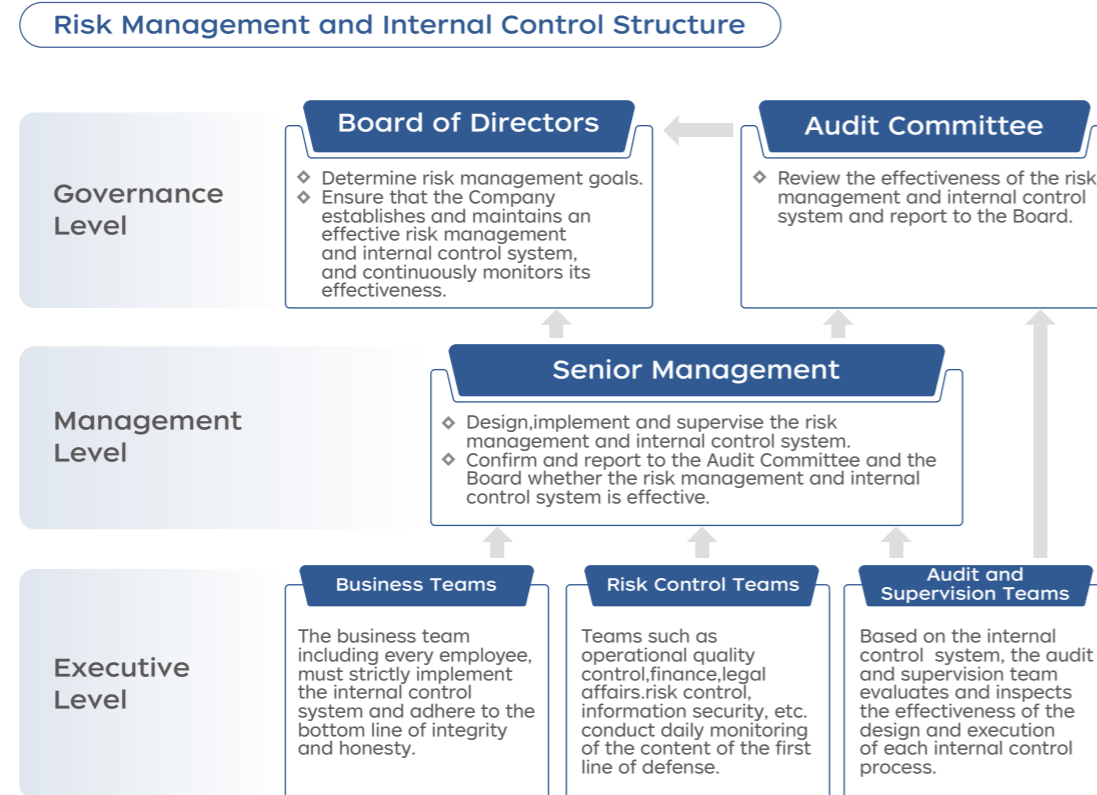 Risk Management and Internal Control Structure
Governance
Level
Board of Directors
◇ Determine risk management goals.
◇ Ensure that the Company
establishes and maintains an
effective risk management
and internal control system,
and continuously monitors its
effectiveness.
Audit Committee
◇ Review the effectiveness of the risk
management and internal control
system and report to the Board.
Management
Level
Senior Management
◇ Design,implement and supervise the risk
management and internal control system.
◇ Confirm and report to the Audit Committee and the
Board whether the risk management and internal
control system is effective.
Executive
Level
Business Teams
The business team
including every employee,
must strictly implement
the internal control
system and adhere to the
bottom line of integrity
and honesty.
Risk Control Teams
Teams such as
operational quality
control,finance,legal
affairs.risk control,
information security, etc.
conduct daily monitoring
of the content of the first
line of defense.
Audit and
Supervision Teams
Based on the internal
control  system, the audit
and supervision team
evaluates and inspects
the effectiveness of the
design and execution
of each internal control
process.